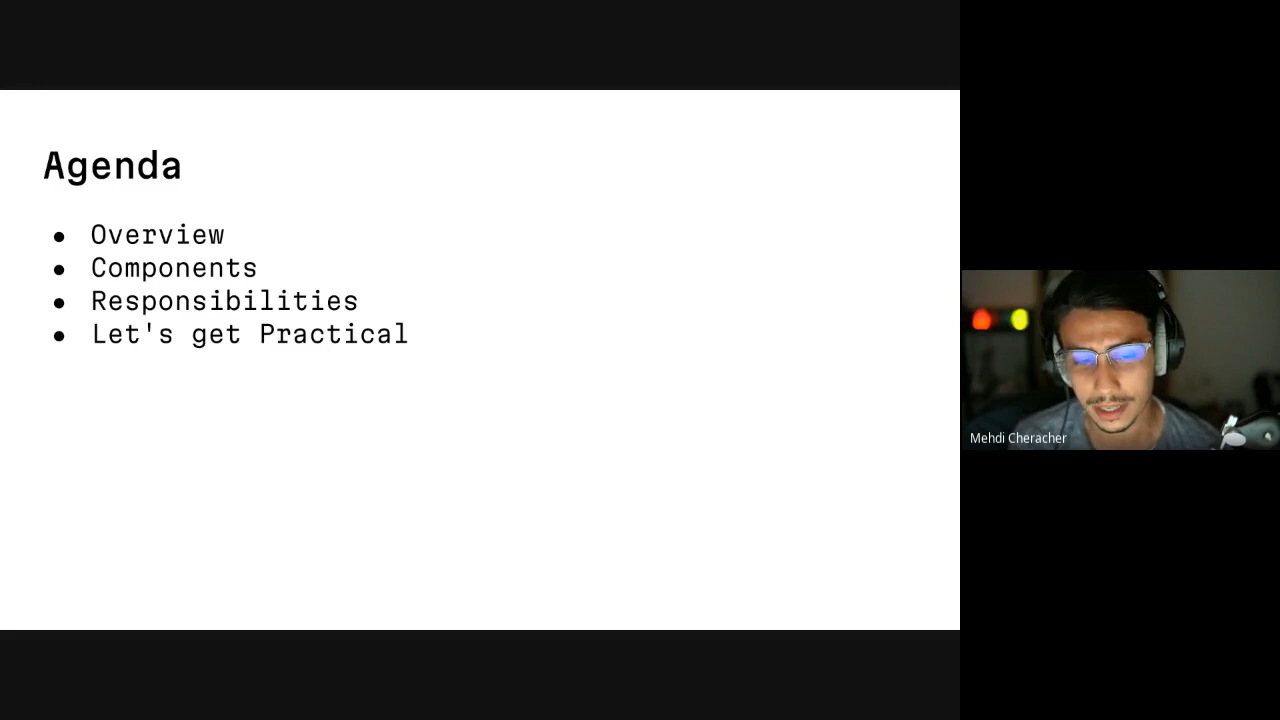 Agenda
● Overview
● Components
● Responsibilities
● Let's get Practical
Mehdi Cheracher